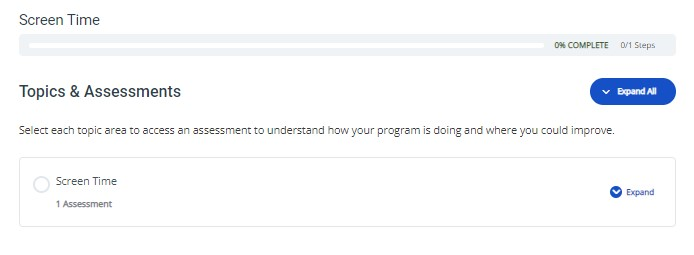 Screen Time
0% COMPLETE 0/1 Steps
Topics & Assessments
Expand All
Select each topic area to access an assessment to understand how your program is doing and where you could improve.
Screen Time
Expand
1 Assessment